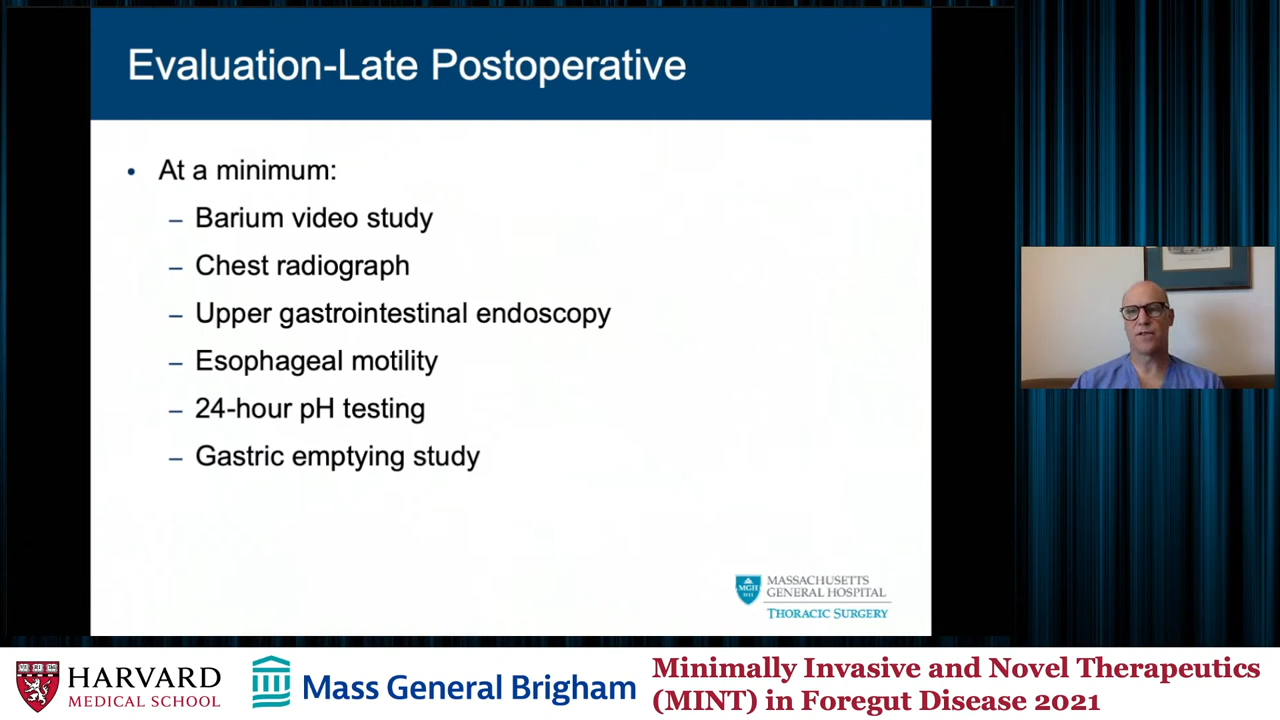 Evaluation-Late Postoperative
• At a minimum:
– Barium video study
– Chest radiograph
– Upper gastrointestinal endoscopy
– Esophageal motility
– 24-hour pH testing
– Gastric emptying study
MGH
1811
MASSACHUSETTS
GENERAL HOSPITAL
THORACIC SURGERY
HARVARD
MEDICAL SCHOOL
Mass General Brigham
Minimally Invasive and Novel Therapeutics
(MINT) in Foregut Disease 2021